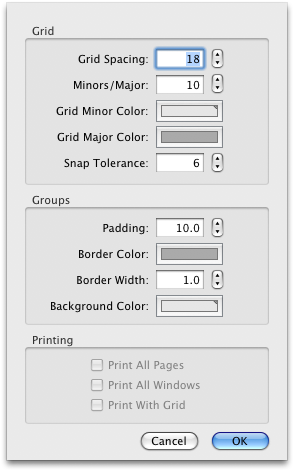 Grid
Grid Spacing: 18
Minors/Major: 10
Grid Minor Color:
Grid Major Color:
Snap Tolerance: 6
Groups
Padding: 10.0
Border Color:
Border Width: 1.0
Background Color:
Printing
Print All Pages
Print All Windows
Print With Grid
Cancel OK